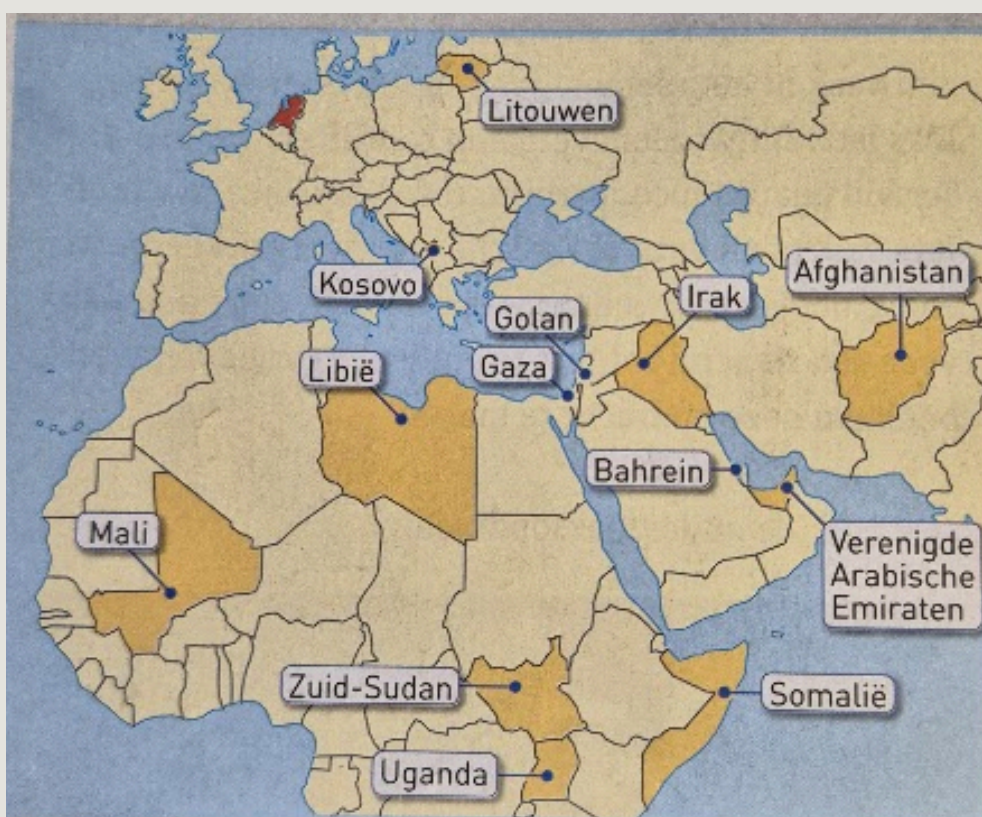 Litouwen
Kosovo
Golan
Irak
Afghanistan
Gaza
Libië
Bahrein
Mali
Verenigde
Arabische
Emiraten
Zuid-Sudan
Somalië
Uganda